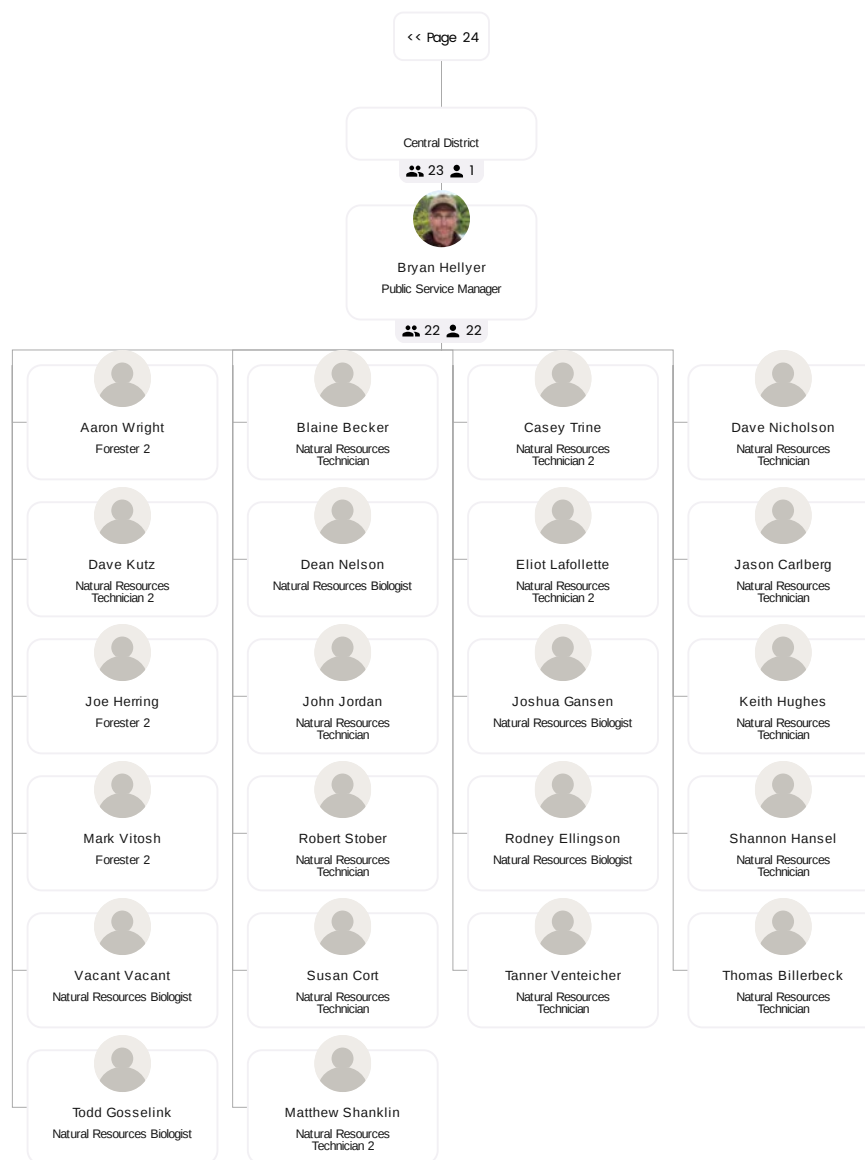 << Page 24
Central District
23 1
Bryan Hellyer
Public Service Manager
22 22
Aaron Wright
Forester 2
Blaine Becker
Natural Resources
Technician
Casey Trine
Natural Resources
Technician 2
Dave Nicholson
Natural Resources
Technician
Dave Kutz
Natural Resources
Technician 2
Dean Nelson
Natural Resources Biologist
Eliot Lafollette
Natural Resources
Technician 2
Jason Carlberg
Natural Resources
Technician
Joe Herring
Forester 2
John Jordan
Natural Resources
Technician
Joshua Gansen
Natural Resources Biologist
Keith Hughes
Natural Resources
Technician
Mark Vitosh
Forester 2
Robert Stober
Natural Resources
Technician
Rodney Ellingson
Natural Resources Biologist
Shannon Hansel
Natural Resources
Technician
Vacant Vacant
Natural Resources Biologist
Susan Cort
Natural Resources
Technician
Tanner Venteicher
Natural Resources
Technician
Thomas Billerbeck
Natural Resources
Technician
Todd Gosselink
Natural Resources Biologist
Matthew Shanklin
Natural Resources
Technician 2